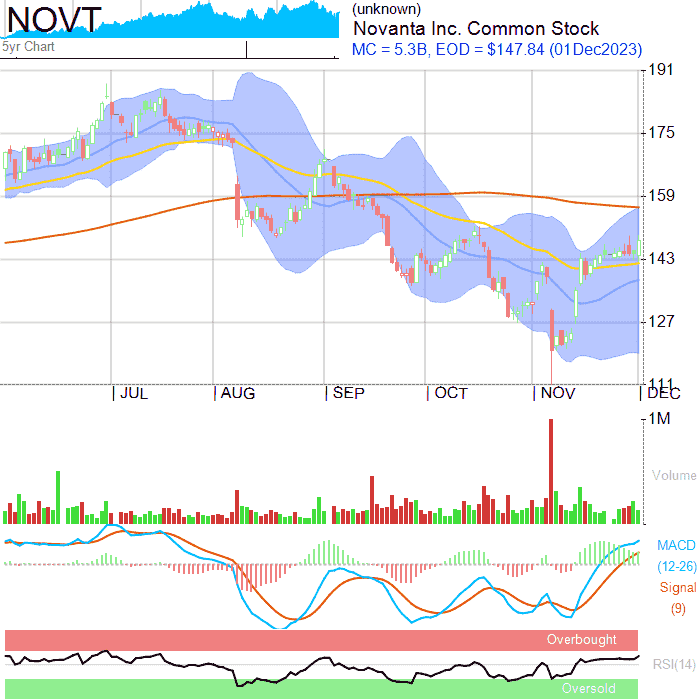 NOVT
5yr Chart
(unknown)
Novanta Inc. Common Stock
MC = 5.3B, EOD = $147.84 (01Dec2023)
191
175
159
143
127
111
JUL AUG SEP OCT NOV DEC
1M
Volume
MACD
(12-26)
Signal
(9)
Overbought
RSI(14)
Oversold